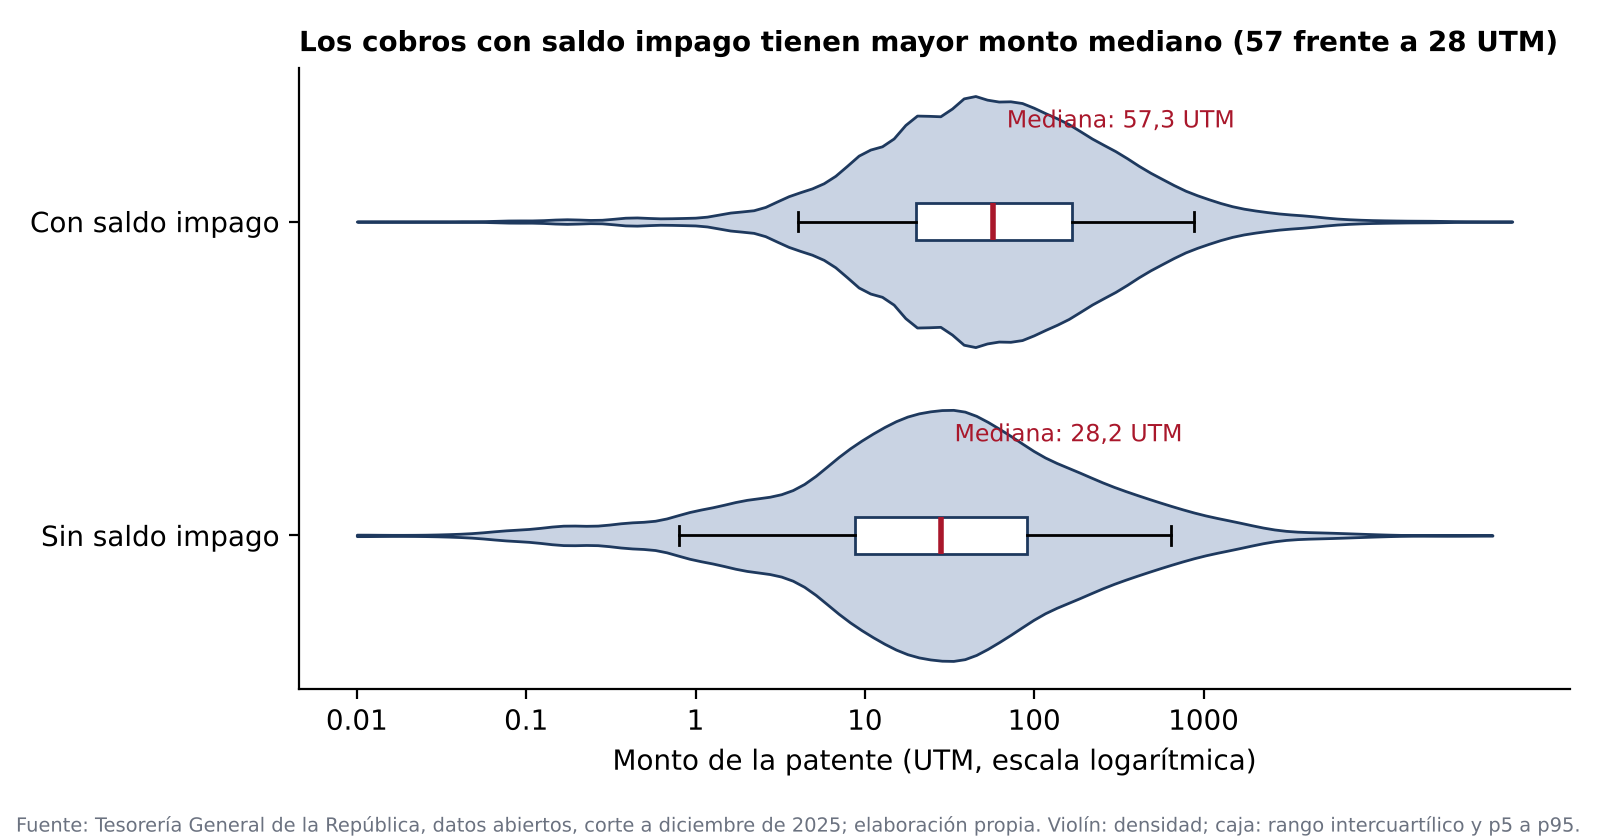 Los cobros con saldo impago tienen mayor monto mediano (57 frente a 28 UTM)
Mediana: 57,3 UTM
Con saldo impago
Mediana: 28,2 UTM
Sin saldo impago
0.01 0.1 1 10 100 1000
Monto de la patente (UTM, escala logarítmica)
Fuente: Tesorería General de la República, datos abiertos, corte a diciembre de 2025; elaboración propia. Violín: densidad; caja: rango intercuartílico y p5 a p95.